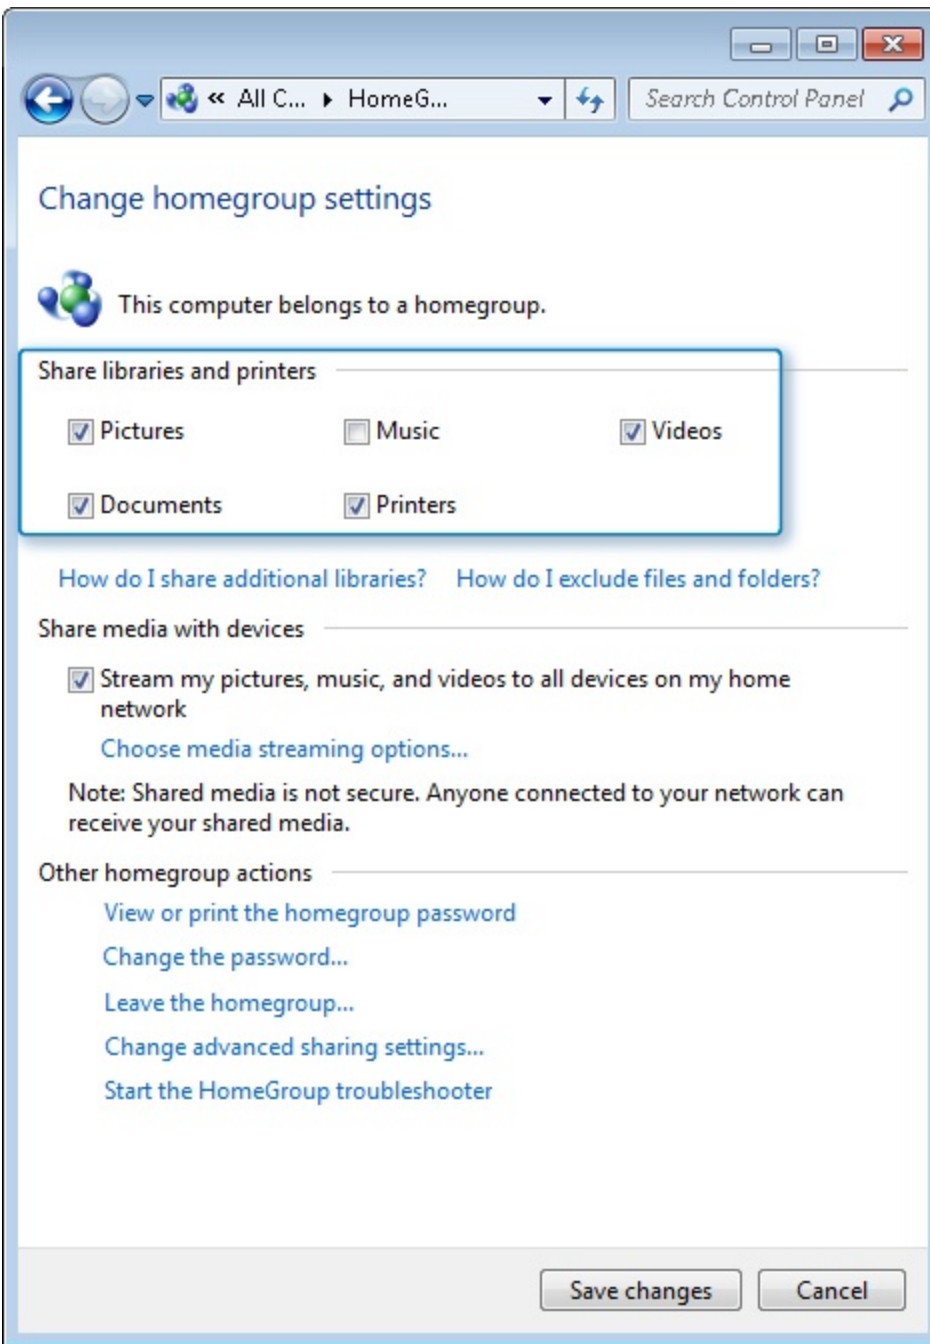 « All C... ▸ HomeG...
Search Control Panel
Change homegroup settings
This computer belongs to a homegroup.
Share libraries and printers
Pictures Music Videos
Documents Printers
How do I share additional libraries? How do I exclude files and folders?
Share media with devices
Stream my pictures, music, and videos to all devices on my home
network
Choose media streaming options...
Note: Shared media is not secure. Anyone connected to your network can
receive your shared media.
Other homegroup actions
View or print the homegroup password
Change the password...
Leave the homegroup...
Change advanced sharing settings...
Start the HomeGroup troubleshooter
Save changes Cancel